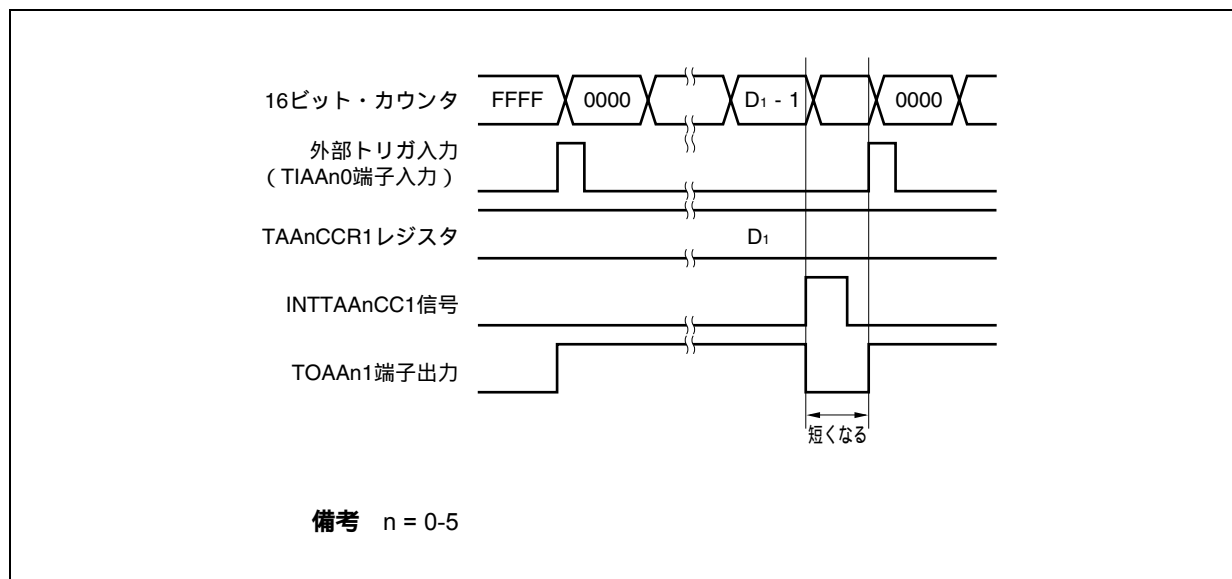 16ビット・カウンタ FFFF 0000 D1 - 1 0000
外部トリガ入力
（TIAAn0端子入力）
TAAnCCR1レジスタ D1
INTTAAnCC1信号
TOAAn1端子出力
短くなる
備考 n = 0-5